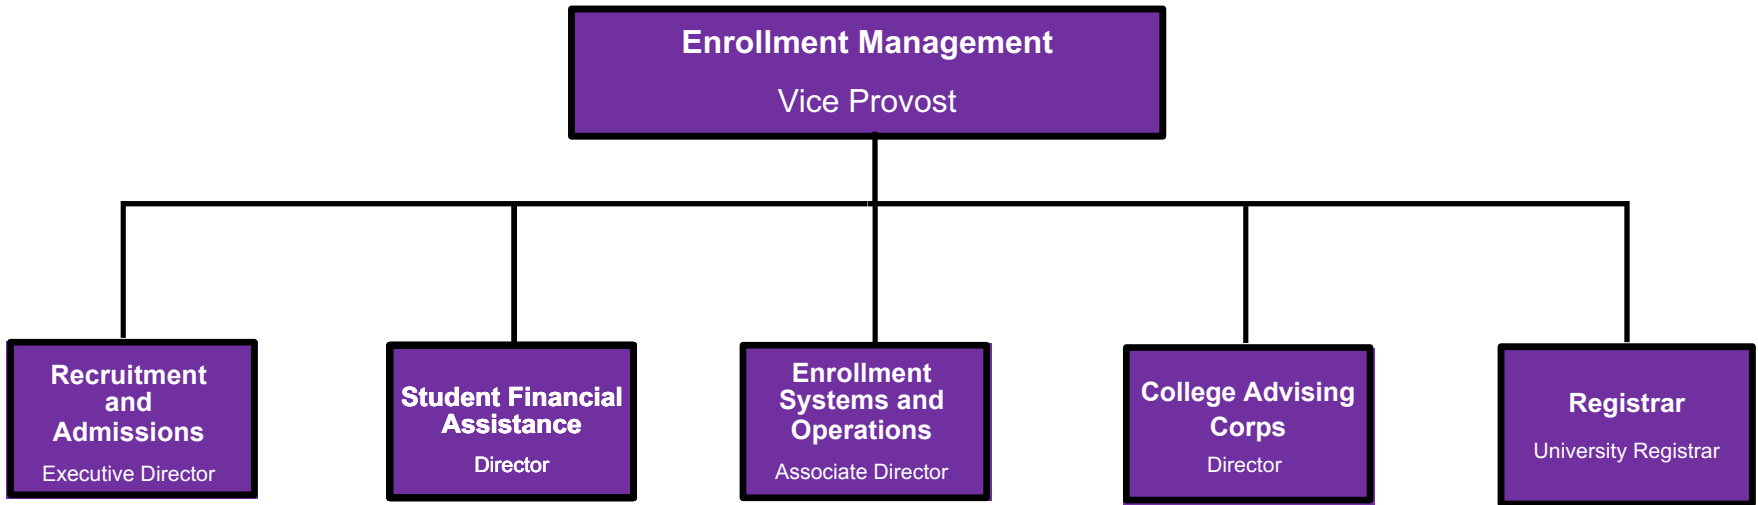 Enrollment Management
Vice Provost
Recruitment
and
Admissions
Executive Director
Student Financial
Assistance
Director
Enrollment
Systems and
Operations
Associate Director
College Advising
Corps
Director
Registrar
University Registrar